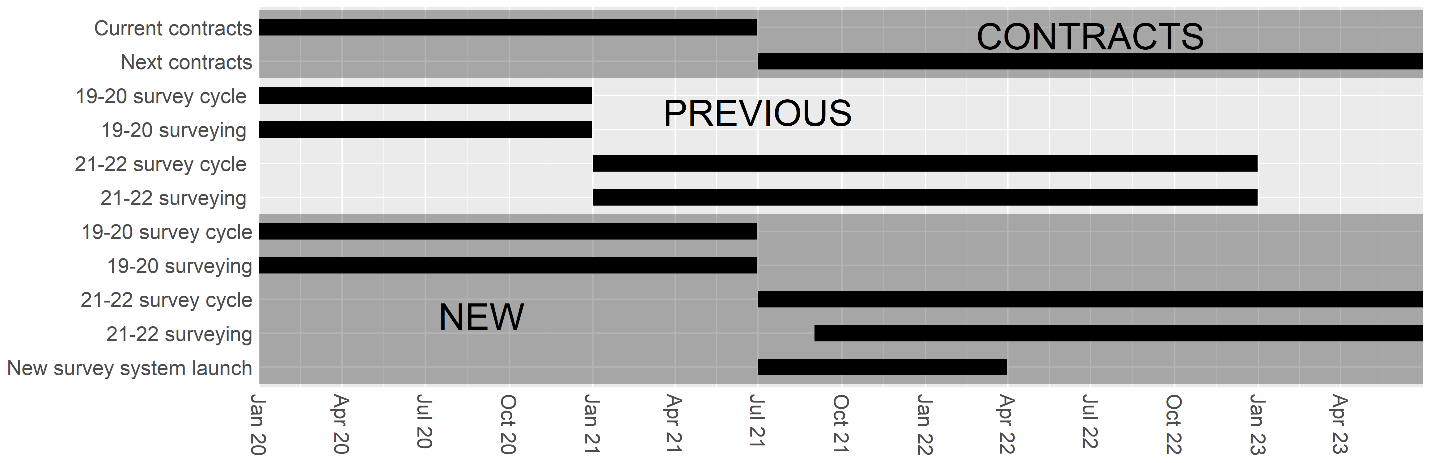 Current contracts
CONTRACTS
Next contracts
19-20 survey cycle
PREVIOUS
19-20 surveying
21-22 survey cycle
21-22 surveying
19-20 survey cycle
19-20 surveying
21-22 survey cycle
NEW
21-22 surveying
New survey system launch
Jan 20
Apr 20
Jul 20
Oct 20
Jan 21
Apr 21
Jul 21
Oct 21
Jan 22
Apr 22
Jul 22
Oct 22
Jan 23
Apr 23